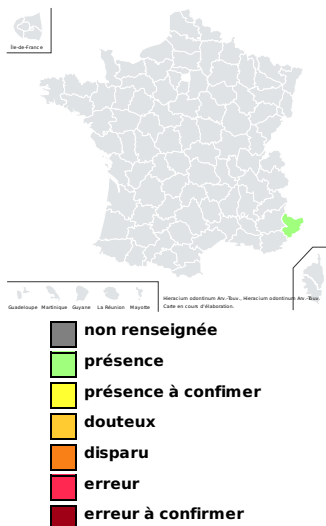 Île-de-France
Guadeloupe Martinique Guyane La Réunion Mayotte
Hieracium odontinum Arv.-Touv., Hieracium odontinum Arv.-Touv.
Carte en cours d'élaboration.
non renseignée
présence
présence à confimer
douteux
disparu
erreur
erreur à confirmer